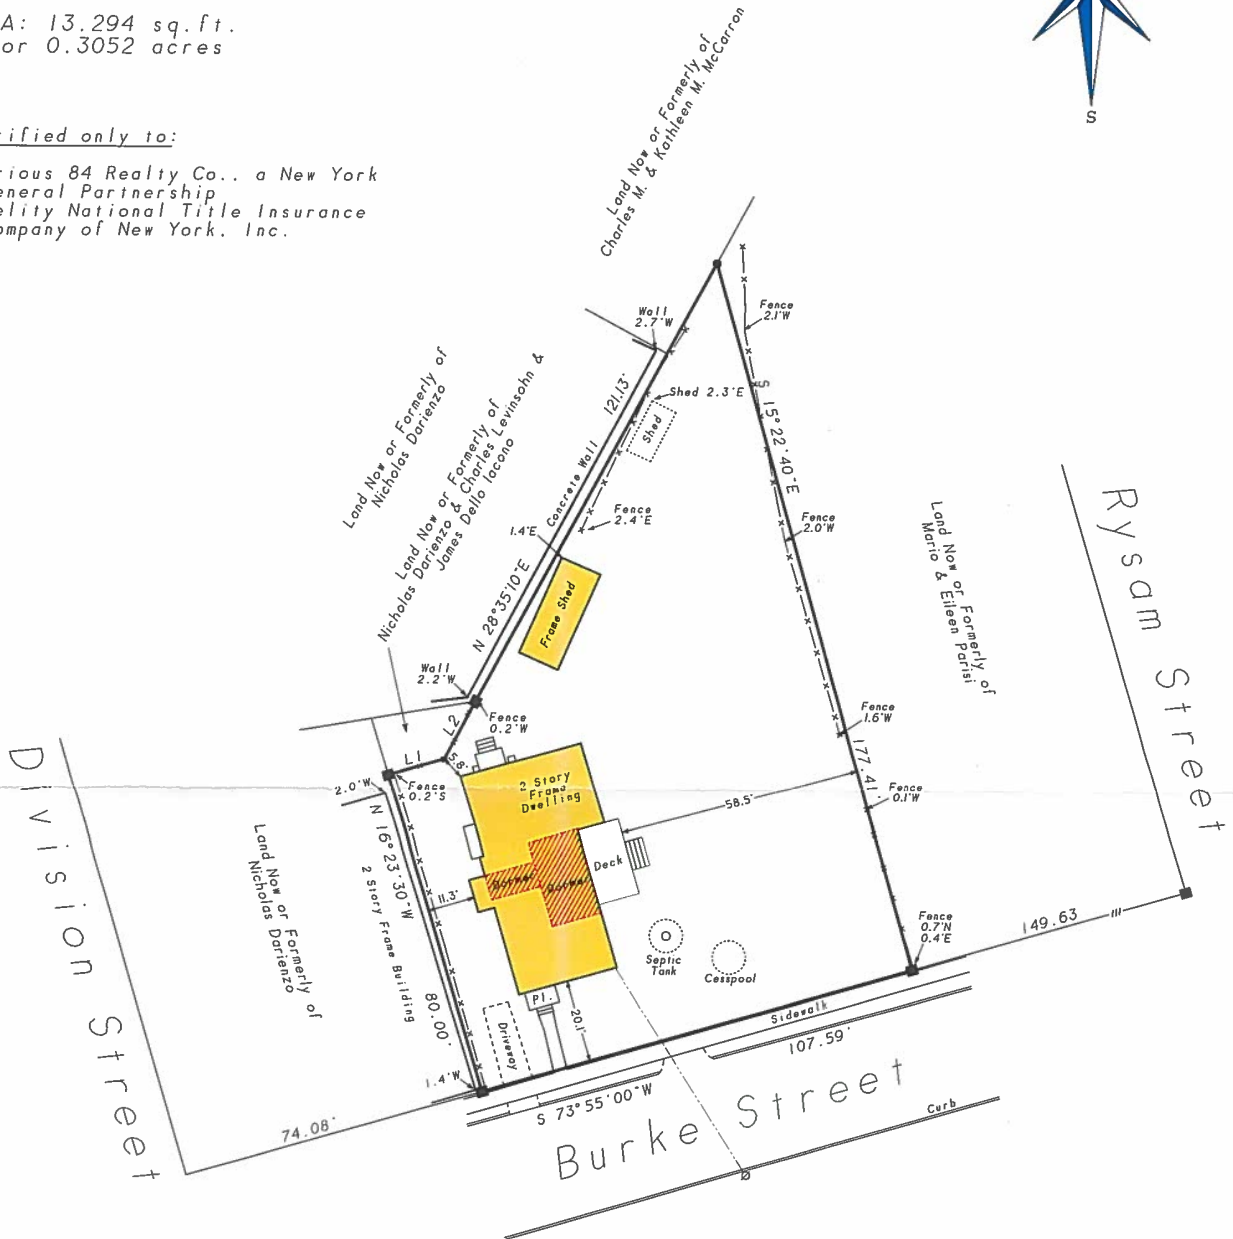 A: 13.294 sq.ft.
or 0.3052 acres
S
ified only to:
rious 84 Realty Co.. a New York
eneral Partnership
elity National Title Insurance
ompany of New York. Inc.
Land Now or Formerly of
Charles M. & Kathleen M. McCarron
Wall
2.7'W
Fence
2.1'W
Land Now or Formerly of
Nicholas Darienzo
Land Now or Formerly of
Nicholas Darienzo & Charles Levinsohn &
James Dello Iacono
121.13'
Shed 2.3'E
Shed
S 15°22'40"E
Concrete Wall
Fence
2.4'E
Fence
2.0'W
1.4'E
N 28°35'10"E
Frame Shed
Land Now or Formerly of
Mario & Eileen Parisi
Rysam Street
Wall
2.2'W
Fence
0.2'W
L2
L1
5.8'
Fence
1.6'W
177.41'
2.0'W
Fence
0.2'S
2 Story
Frame
Dwelling
58.5'
Fence
0.1'W
Division Street
Land Now or Formerly of
Nicholas Darienzo
N 16°23'30"W
2 Story Frame Building
80.00'
11.3'
Dormer
Dormer
Deck
Septic
Tank
Cesspool
Fence
0.7'N
0.4'E
149.63
Pl.
20.1'
Driveway
Sidewalk
107.59'
1.4'W
S 73°55'00"W
74.08'
Burke Street
Curb